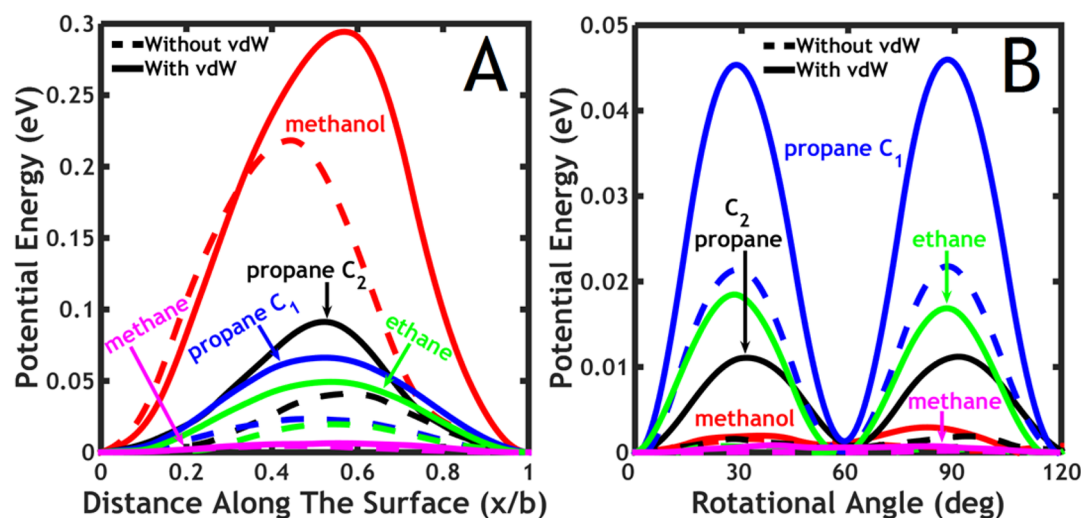 A
Without vdW
With vdW
methanol
propane C2
propane C1
ethane
methane
0.3
0.25
0.2
0.15
0.1
0.05
0
0
0.2
0.4
0.6
0.8
1
Potential Energy (eV)
Distance Along The Surface (x/b)
B
Without vdW
With vdW
propane C1
C2
propane
ethane
methanol
methane
0.05
0.04
0.03
0.02
0.01
0
0
30
60
90
120
Potential Energy (eV)
Rotational Angle (deg)